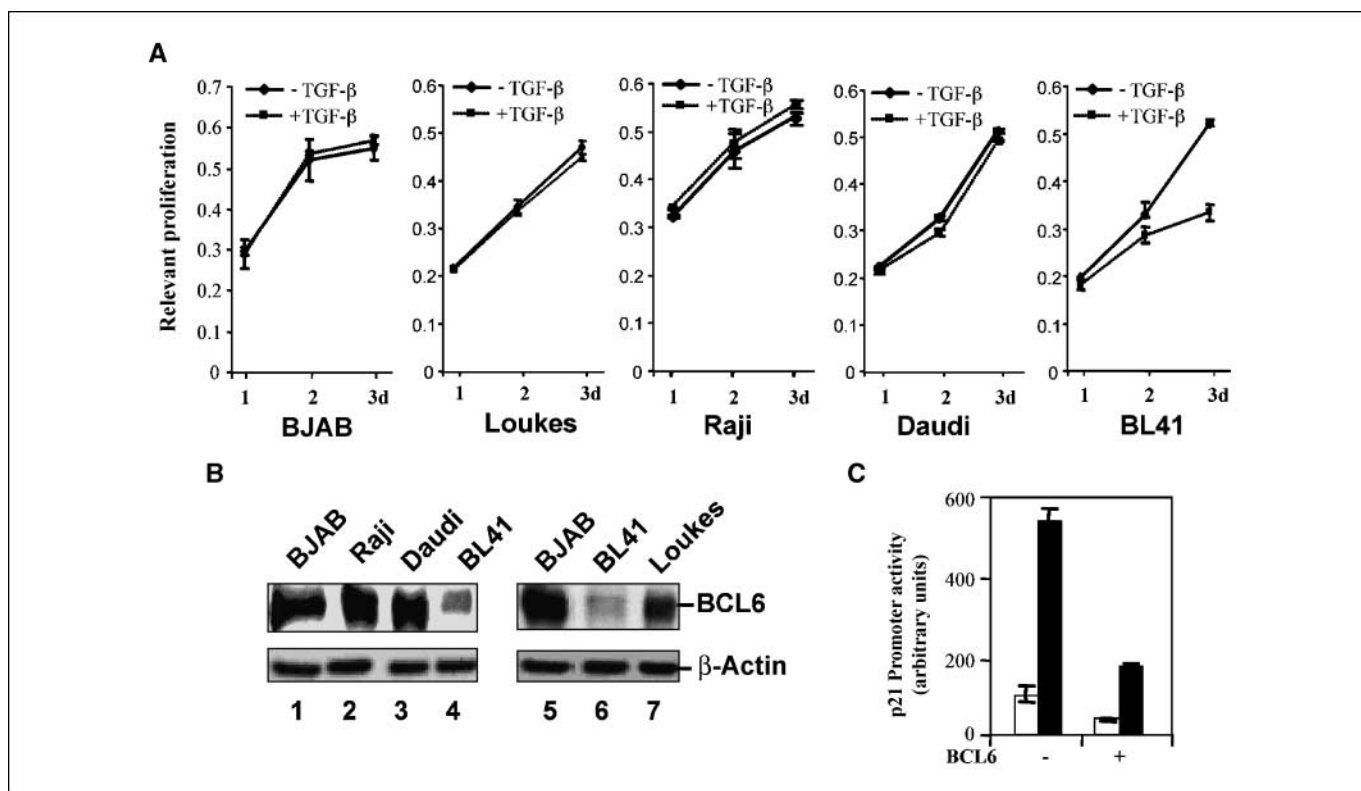 A
Relevant proliferation
- TGF-β
+TGF-β
0.7
0.6
0.5
0.4
0.3
0.2
0.1
0
1 2 3d
BJAB
- TGF-β
+TGF-β
0.6
0.5
0.4
0.3
0.2
0.1
0
1 2 3d
Loukes
- TGF-β
+TGF-β
0.6
0.5
0.4
0.3
0.2
0.1
0
1 2 3d
Raji
- TGF-β
+TGF-β
0.6
0.5
0.4
0.3
0.2
0.1
0
1 2 3d
Daudi
- TGF-β
+TGF-β
0.6
0.5
0.4
0.3
0.2
0.1
0
1 2 3d
BL41
B
BJAB Raji Daudi BL41 BJAB BL41 Loukes
BCL6
β-Actin
1 2 3 4 5 6 7
C
p21 Promoter activity
(arbitrary units)
600
400
200
0
BCL6 - +